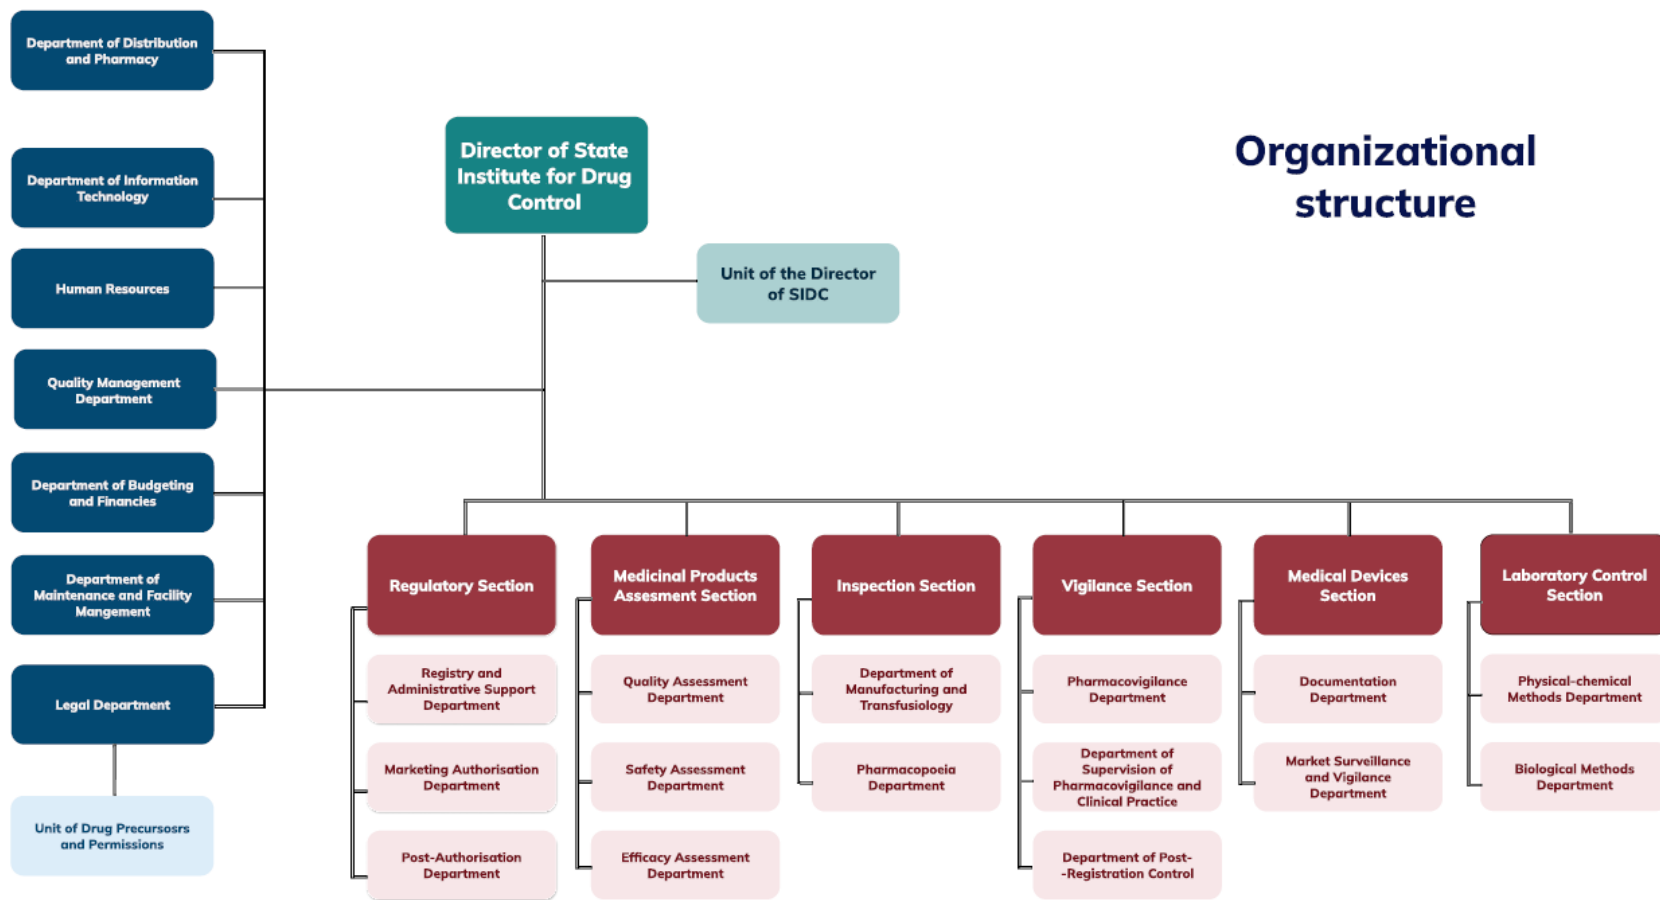 Department of Distribution
and Pharmacy
Department of Information
Technology
Human Resources
Quality Management
Department
Department of Budgeting
and Financies
Department of
Maintenance and Facility
Mangement
Legal Department
Unit of Drug Precursosrs
and Permissions
Director of State
Institute for Drug
Control
Unit of the Director
of SIDC
Organizational
structure
Regulatory Section
Registry and
Administrative Support
Department
Marketing Authorisation
Department
Post-Authorisation
Department
Medicinal Products
Assesment Section
Quality Assessment
Department
Safety Assessment
Department
Efficacy Assessment
Department
Inspection Section
Department of
Manufacturing and
Transfusiology
Pharmacopoeia
Department
Vigilance Section
Pharmacovigilance
Department
Department of
Supervision of
Pharmacovigilance and
Clinical Practice
Department of Post-
-Registration Control
Medical Devices
Section
Documentation
Department
Market Surveillance
and Vigilance
Department
Laboratory Control
Section
Physical-chemical
Methods Department
Biological Methods
Department